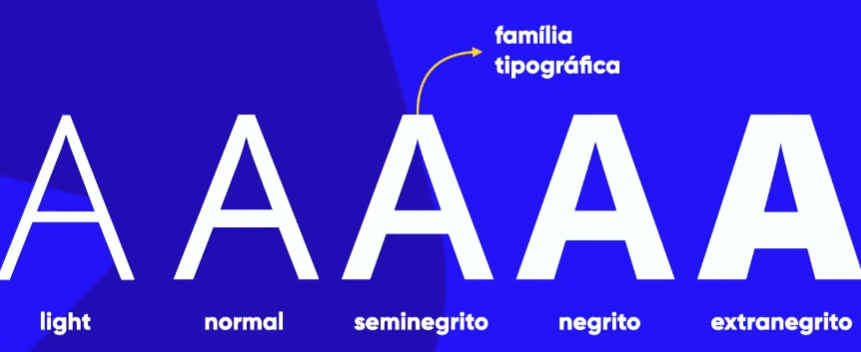 família
tipográfica
A A A A A
light normal seminegrito negrito extranegrito